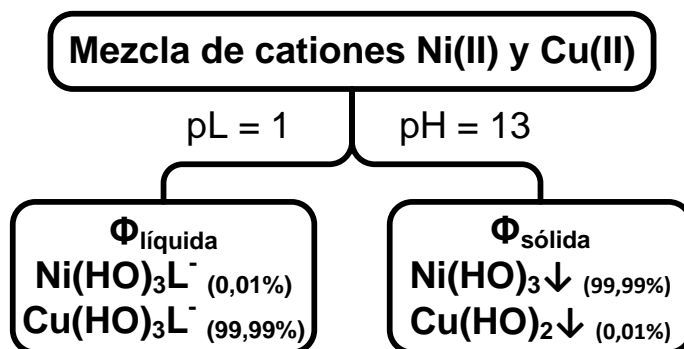 Mezcla de cationes Ni(II) y Cu(II)
pL = 1
pH = 13
Φlíquida
Ni(HO)₃L⁻ (0,01%)
Cu(HO)₃L⁻ (99,99%)
Φsólida
Ni(HO)₃↓ (99,99%)
Cu(HO)₂↓ (0,01%)